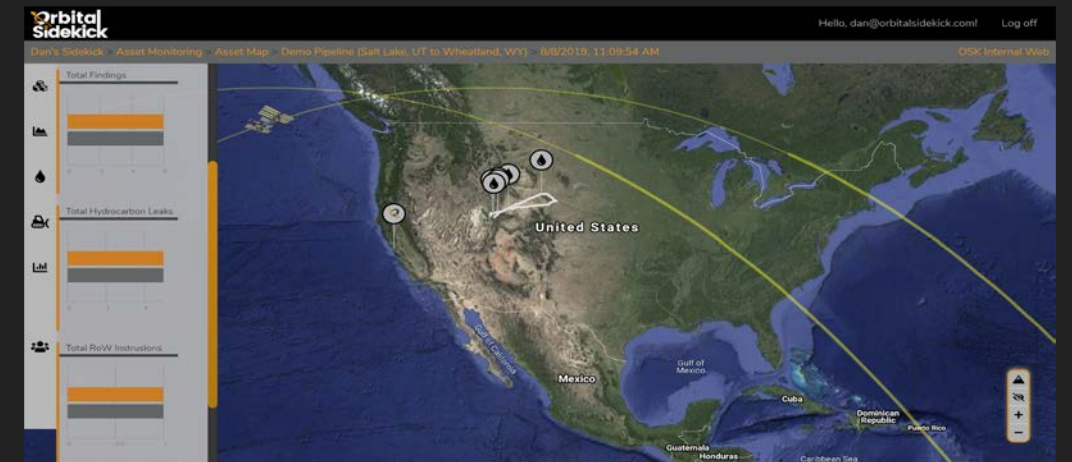 Orbital
Sidekick
Hello, dan@orbitalsidekick.com! Log off
Dan's Sidekick > Asset Monitoring > Asset Map > Demo Pipeline (Salt Lake, UT to Wheatland, WY) > 8/8/2019, 11:09:54 AM
OSK Internal Web
Total Findings
Total Hydrocarbon Leaks
Total RoW Instrusions
United States
Gulf of
California
Gulf of
Mexico
Mexico
Cuba
Dominican
Republic
Puerto Rico
Guatemala
Honduras
Caribbean Sea